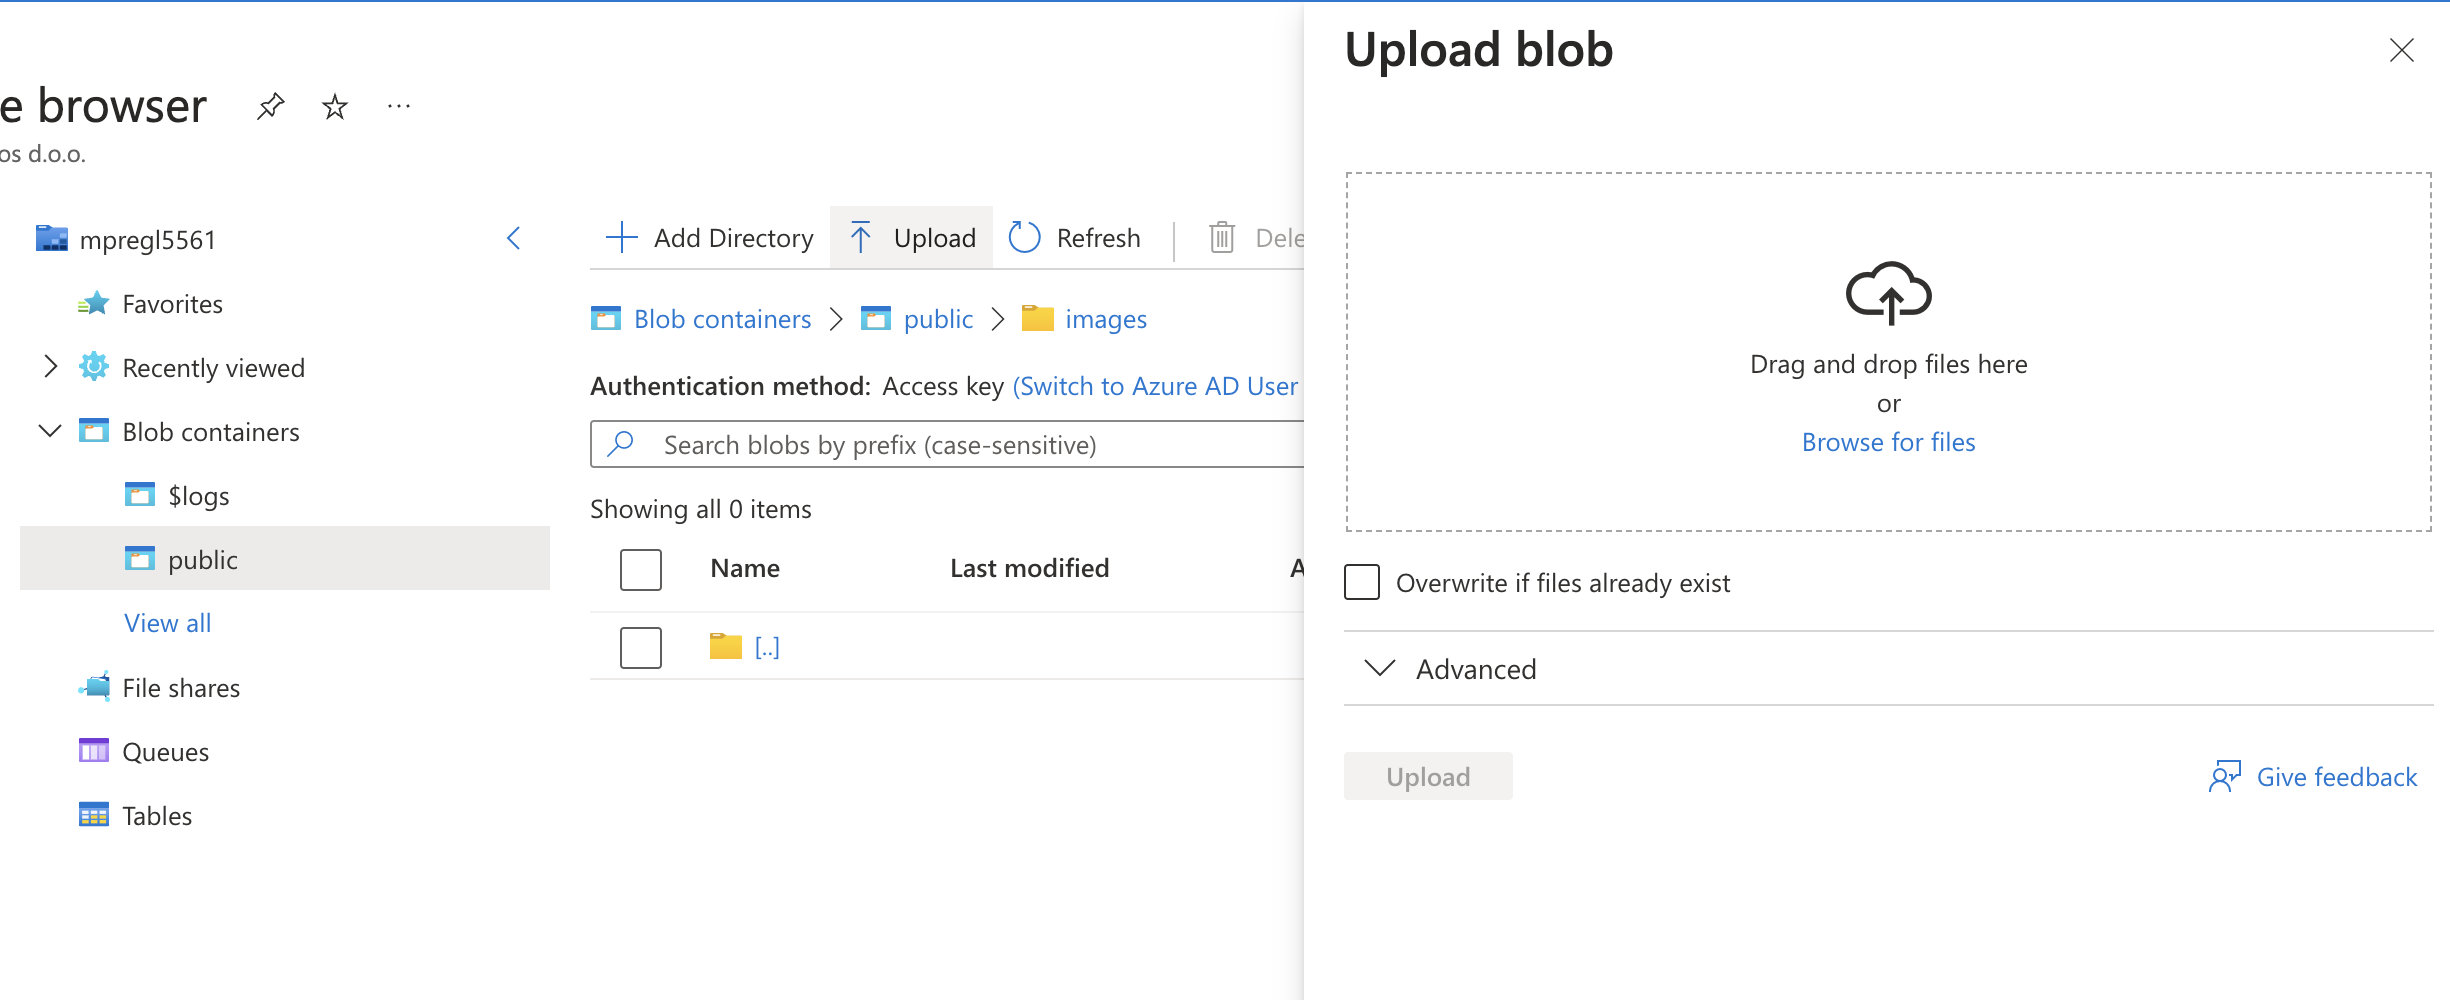 Upload blob
e browser
os d.o.o.
mpregl5561
Favorites
Recently viewed
Blob containers
$logs
public
View all
File shares
Queues
Tables
Add Directory Upload Refresh Dele
Blob containers public images
Authentication method: Access key (Switch to Azure AD User
Search blobs by prefix (case-sensitive)
Showing all 0 items
Name Last modified A
[..]
Drag and drop files here
or
Browse for files
Overwrite if files already exist
Advanced
Upload
Give feedback